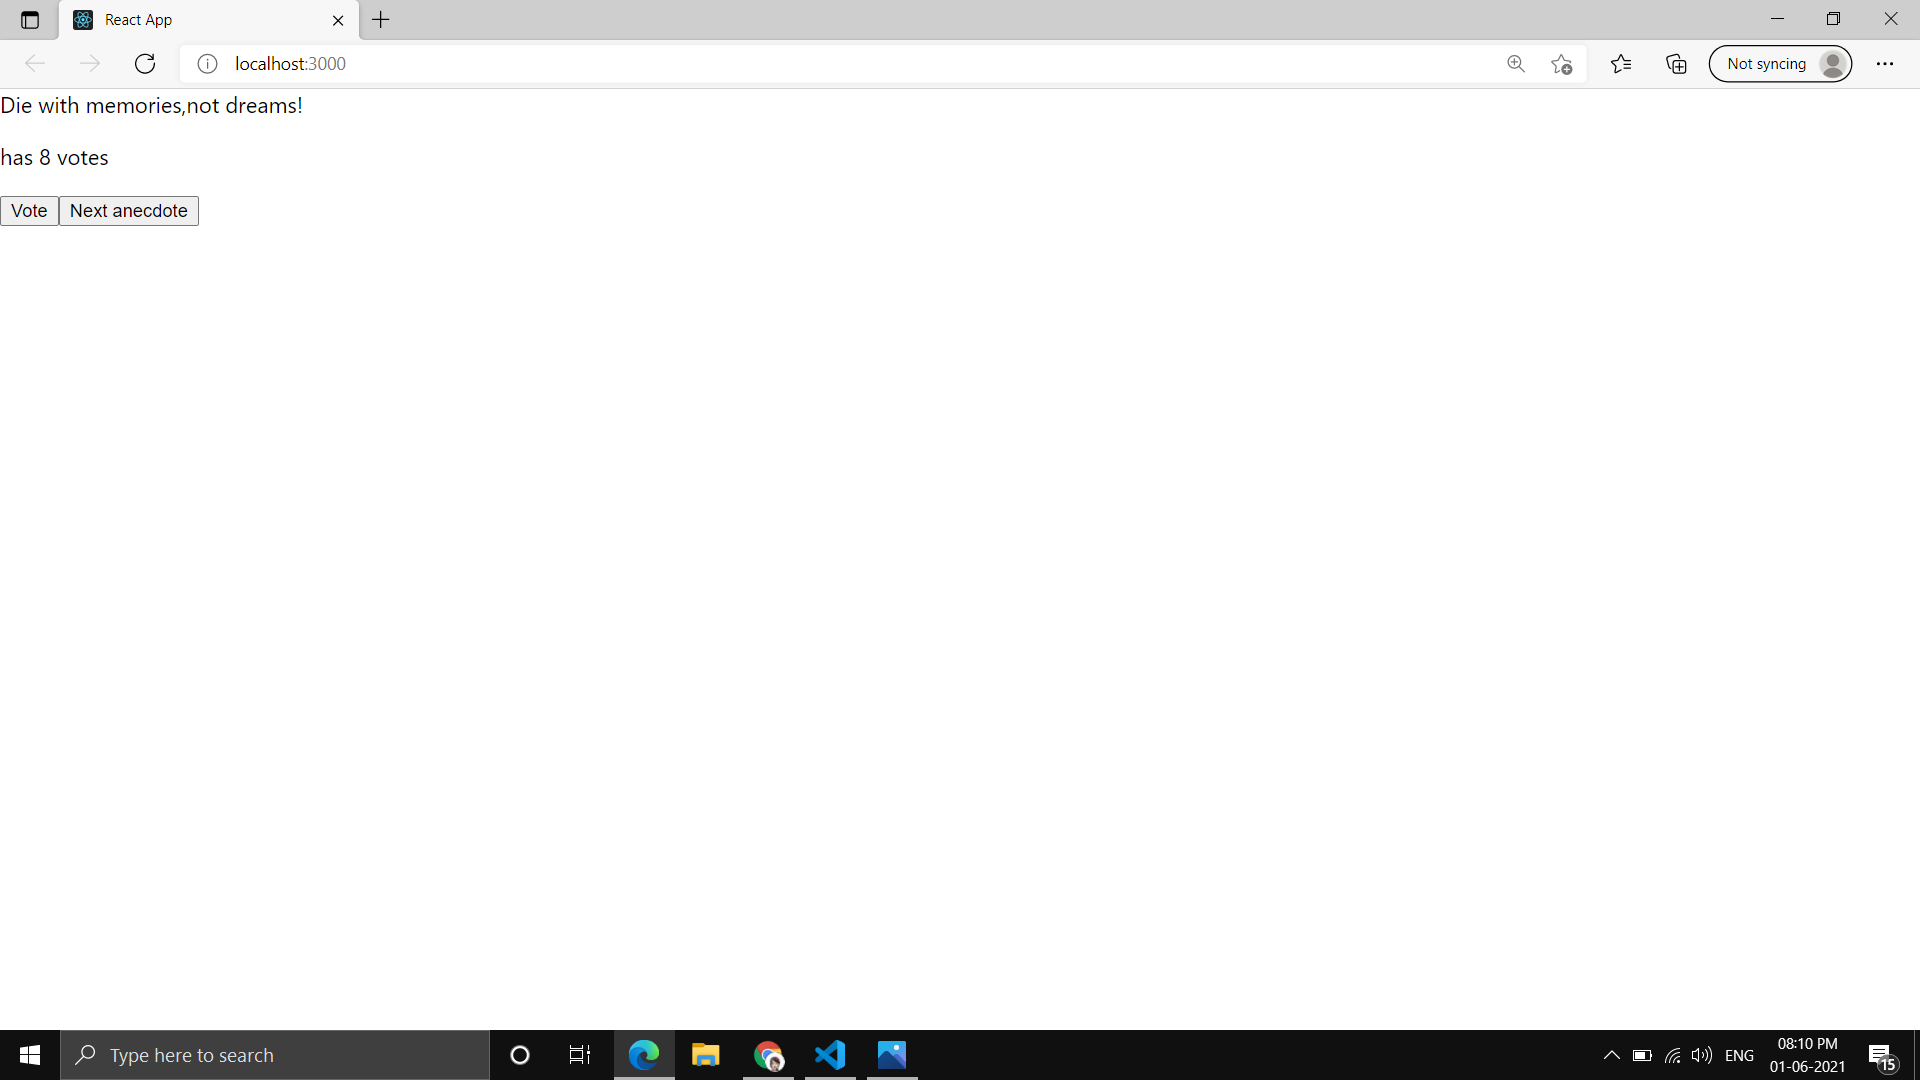 React App
localhost:3000
Not syncing
Die with memories,not dreams!
has 8 votes
Vote Next anecdote
Type here to search
ENG
08:10 PM
01-06-2021
15